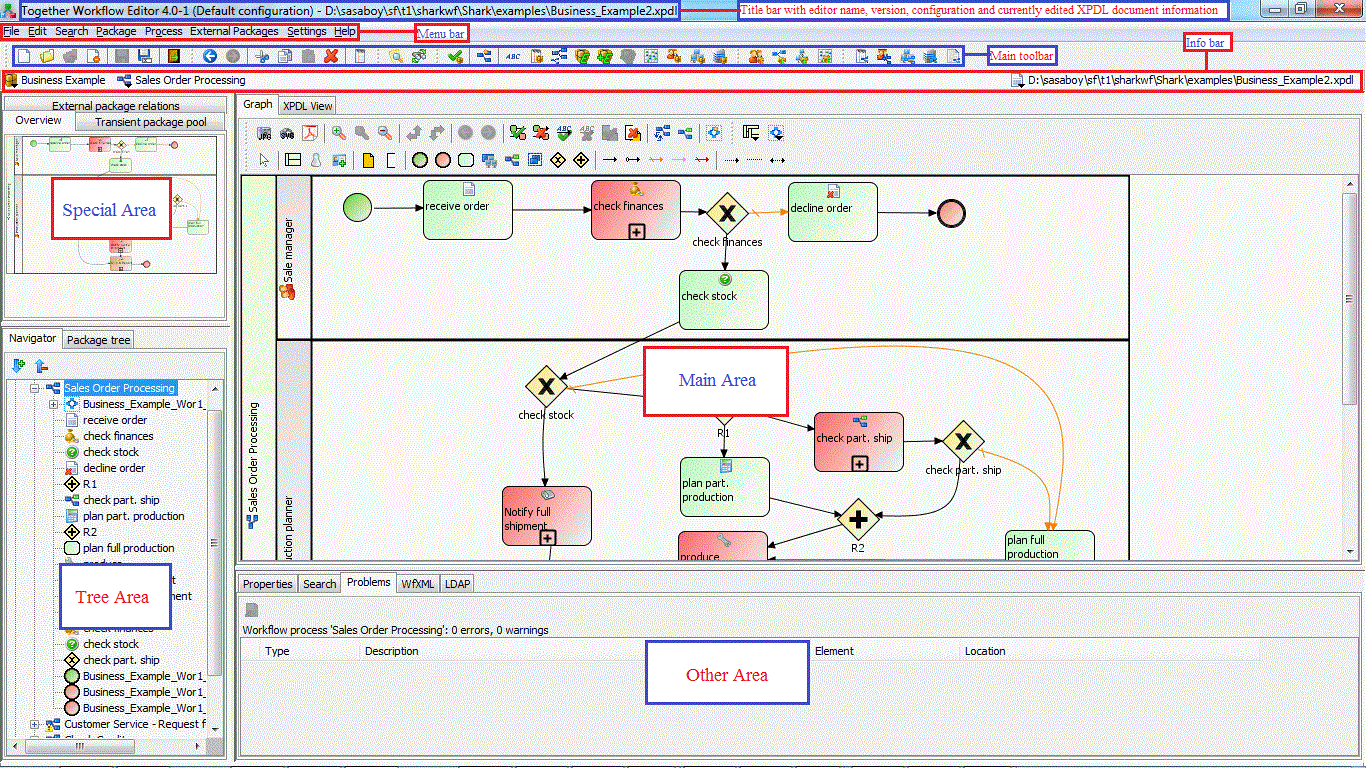 Together Workflow Editor 4.0-1 (Default configuration) - D:\sasaboy\sf\t1\sharkwf\Shark\examples\Business_Example2.xpdl
Title bar with editor name, version, configuration and currently edited XPDL document information
File Edit Search Package Process External Packages Settings Help
Menu bar
Info bar
ABC
Main toolbar
Business Example
Sales Order Processing
D:\sasaboy\sf\t1\sharkwf\Shark\examples\Business_Example2.xpdl
External package relations
Overview
Transient package pool
Special Area
Graph
XPDL View
ABC
ABC
Sale manager
receive order
check finances
check finances
decline order
check stock
Sales Order Processing
check stock
Main Area
R1
check part. ship
check part. ship
plan part.
production
Notify full
shipment
R2
produce
plan full
production
Navigator
Package tree
Sales Order Processing
Business_Example_Wor1_
receive order
check finances
check stock
decline order
R1
check part. ship
plan part. production
R2
plan full production
Tree Area
check finances
check stock
check part. ship
Business_Example_Wor1_
Business_Example_Wor1_
Business_Example_Wor1_
Customer Service - Request f
Properties
Search
Problems
WfXML
LDAP
Workflow process 'Sales Order Processing': 0 errors, 0 warnings
Type
Description
Element
Location
Other Area